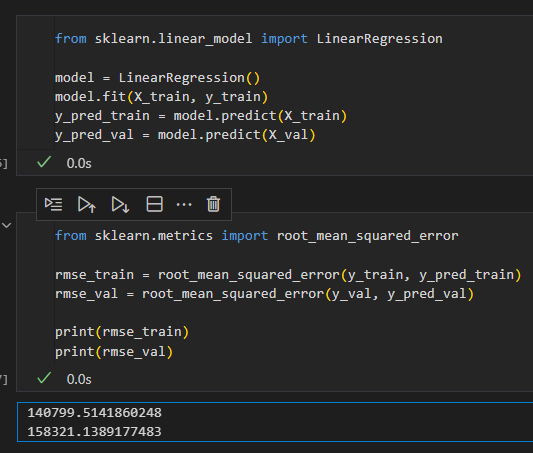 from sklearn.linear_model import LinearRegression
model = LinearRegression()
model.fit(X_train, y_train)
y_pred_train = model.predict(X_train)
y_pred_val = model.predict(X_val)
]
0.0s
from sklearn.metrics import root_mean_squared_error
rmse_train = root_mean_squared_error(y_train, y_pred_train)
rmse_val = root_mean_squared_error(y_val, y_pred_val)
print(rmse_train)
print(rmse_val)
]
0.0s
140799.5141860248
158321.1389177483